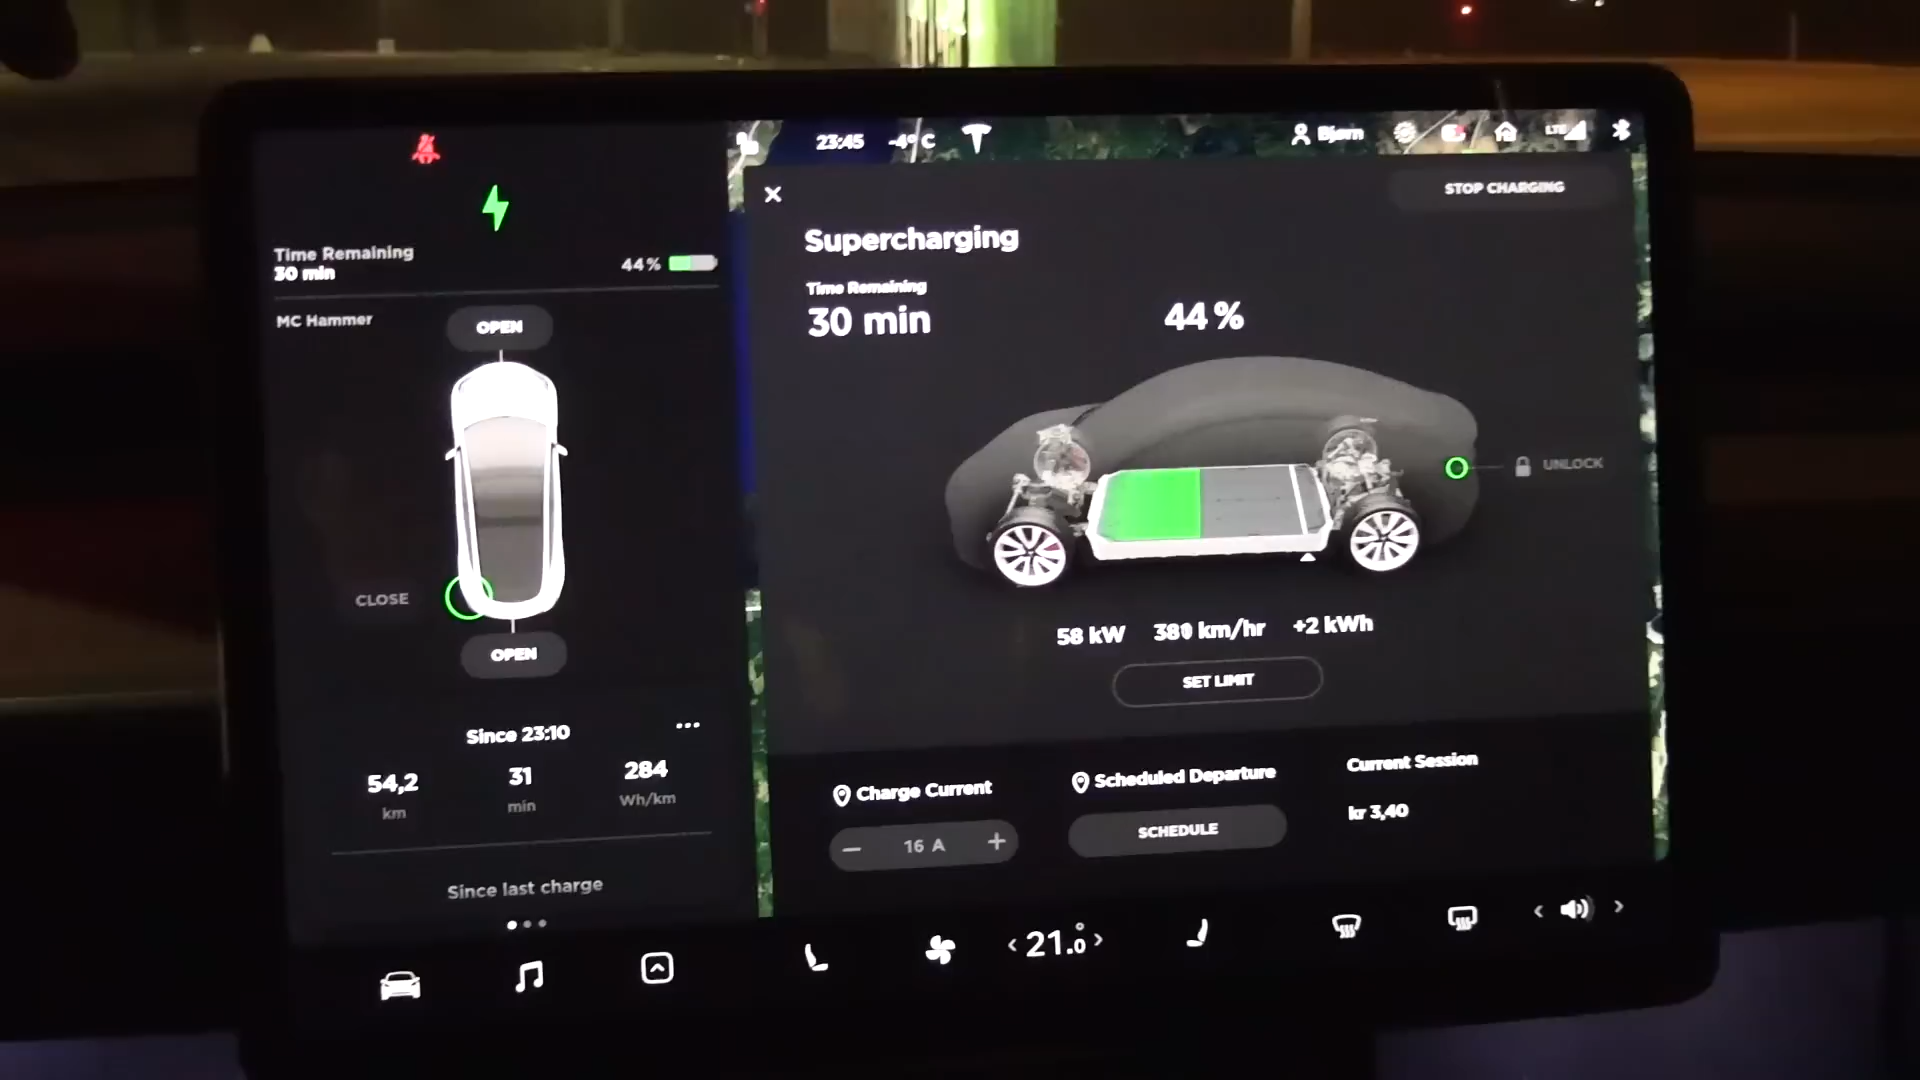 23:45 -4° C
Bjørn
LTE
Time Remaining
30 min
44 %
MC Hammer
OPEN
CLOSE
OPEN
Since 23:10
54,2
km
31
min
284
Wh/km
Since last charge
STOP CHARGING
Supercharging
Time Remaining
30 min
44 %
UNLOCK
58 kW
km/hr
+2 kWh
SET LIMIT
Charge Current
16 A
Scheduled Departure
SCHEDULE
Current Session
kr 3,40
21.0°